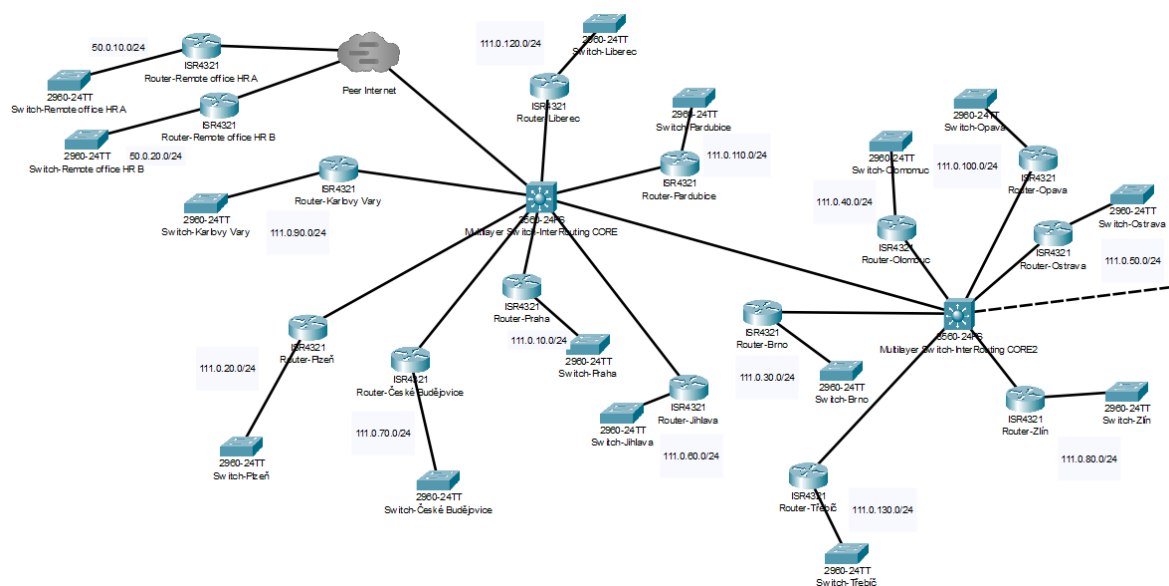 50.0.10.0/24
ISR4321
Router-Remote office HRA
2960-24TT
Switch-Remote office HRA
Peer Internet
ISR4321
Router-Remote office HR B
2960-24TT
Switch-Remote office HR B
50.0.20.0/24
111.0.120.0/24
2960-24TT
Switch-Liberec
ISR4321
Router-Liberec
2960-24TT
Switch-Pardubice
111.0.110.0/24
ISR4321
Router-Pardubice
ISR4321
Router-Karlovy Vary
2960-24TT
Switch-Karlovy Vary
111.0.90.0/24
3560-24PS
Multilayer Switch-InterRouting CORE
2960-24TT
Switch-Opava
2960-24TT
Switch-Olomouc
111.0.100.0/24
ISR4321
Router-Opava
111.0.40.0/24
ISR4321
Router-Olomouc
2960-24TT
Switch-Ostrava
ISR4321
Router-Ostrava
111.0.50.0/24
3560-24PS
Multilayer Switch-InterRouting CORE2
ISR4321
Router-Praha
111.0.10.0/24
2960-24TT
Switch-Praha
ISR4321
Router-Plzeň
111.0.20.0/24
2960-24TT
Switch-Plzeň
ISR4321
Router-České Budějovice
111.0.70.0/24
2960-24TT
Switch-České Budějovice
ISR4321
Router-Jihlava
2960-24TT
Switch-Jihlava
111.0.60.0/24
ISR4321
Router-Brno
111.0.30.0/24
2960-24TT
Switch-Brno
ISR4321
Router-Zlín
2960-24TT
Switch-Zlín
111.0.80.0/24
ISR4321
Router-Třebíč
111.0.130.0/24
2960-24TT
Switch-Třebíč